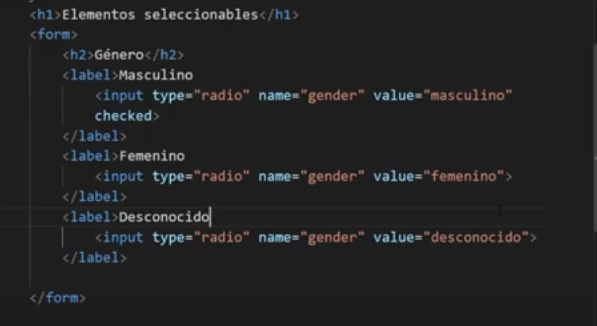 <h1>Elementos seleccionables</h1>
<form>
<h2>Género</h2>
<label>Masculino
<input type="radio" name="gender" value="masculino"
checked>
</label>
<label>Femenino
<input type="radio" name="gender" value="femenino">
</label>
<label>Desconocido
<input type="radio" name="gender" value="desconocido">
</label>
</form>